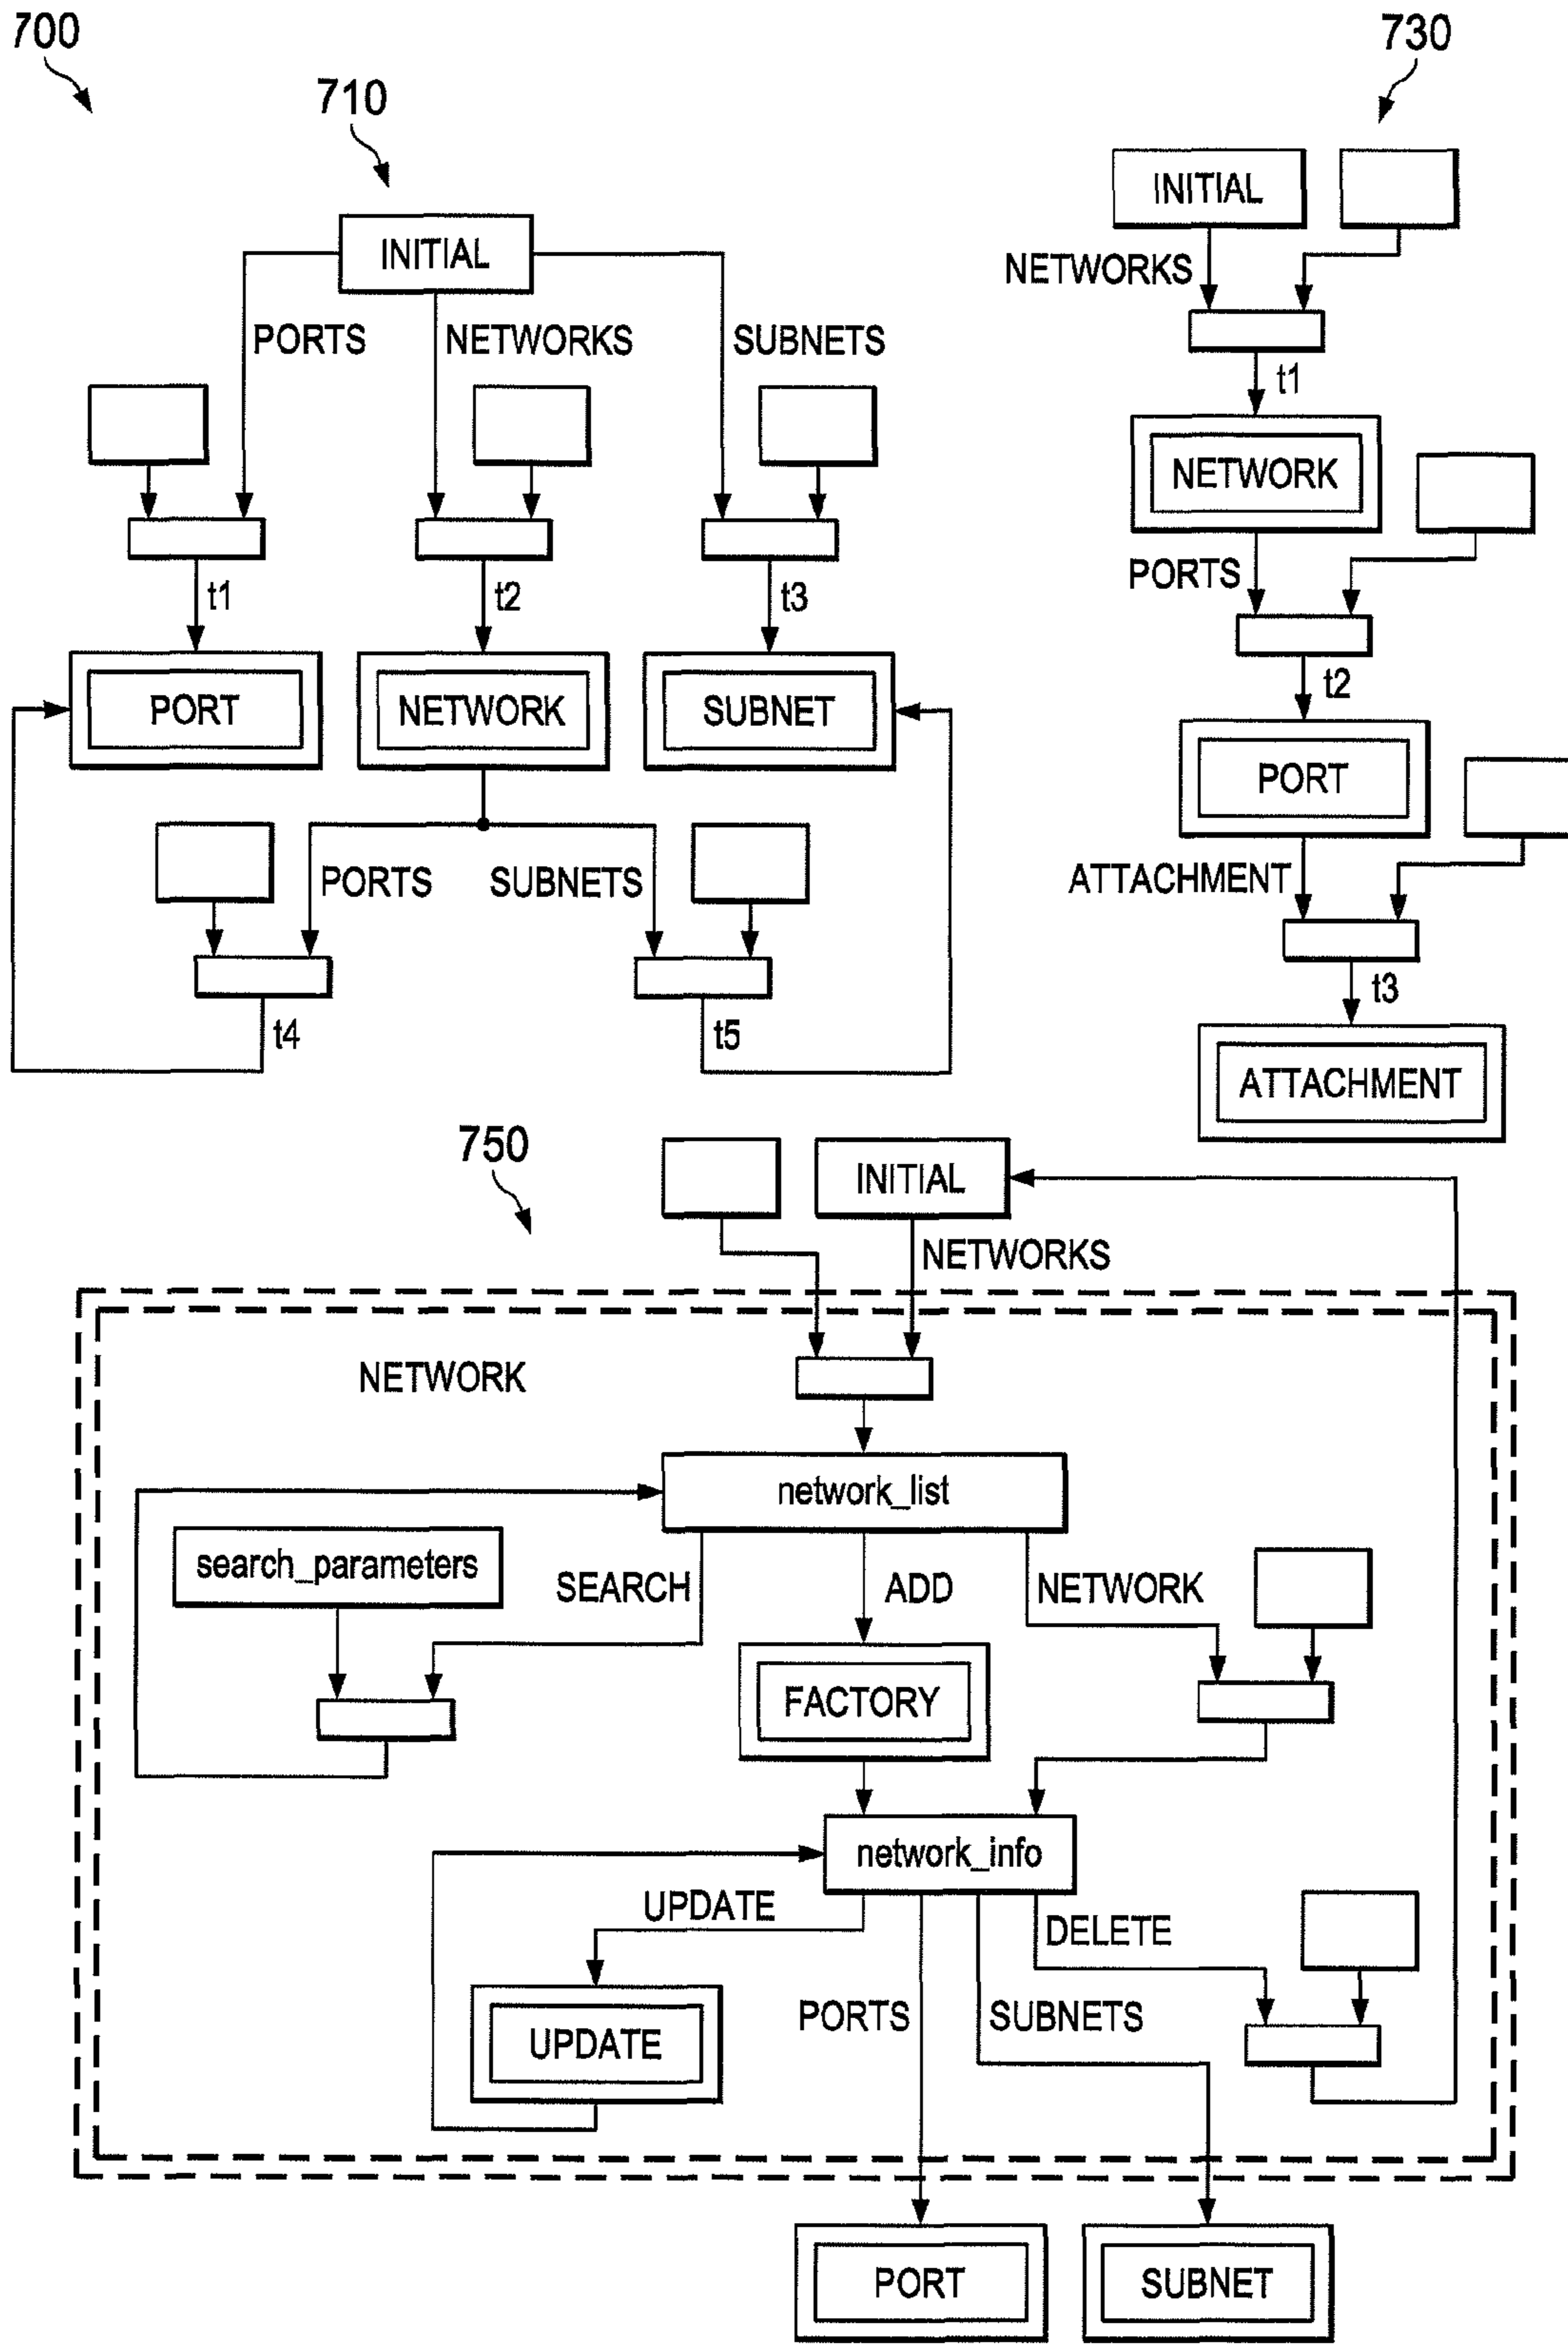 700
710
730
INITIAL
PORTS
NETWORKS
SUBNETS
t1
t2
t3
PORT
NETWORK
SUBNET
PORTS
SUBNETS
t4
t5
INITIAL
NETWORKS
t1
NETWORK
PORTS
t2
PORT
ATTACHMENT
t3
ATTACHMENT
750
INITIAL
NETWORKS
NETWORK
network_list
search_parameters
SEARCH
ADD
NETWORK
FACTORY
network_info
UPDATE
DELETE
UPDATE
PORTS
SUBNETS
PORT
SUBNET